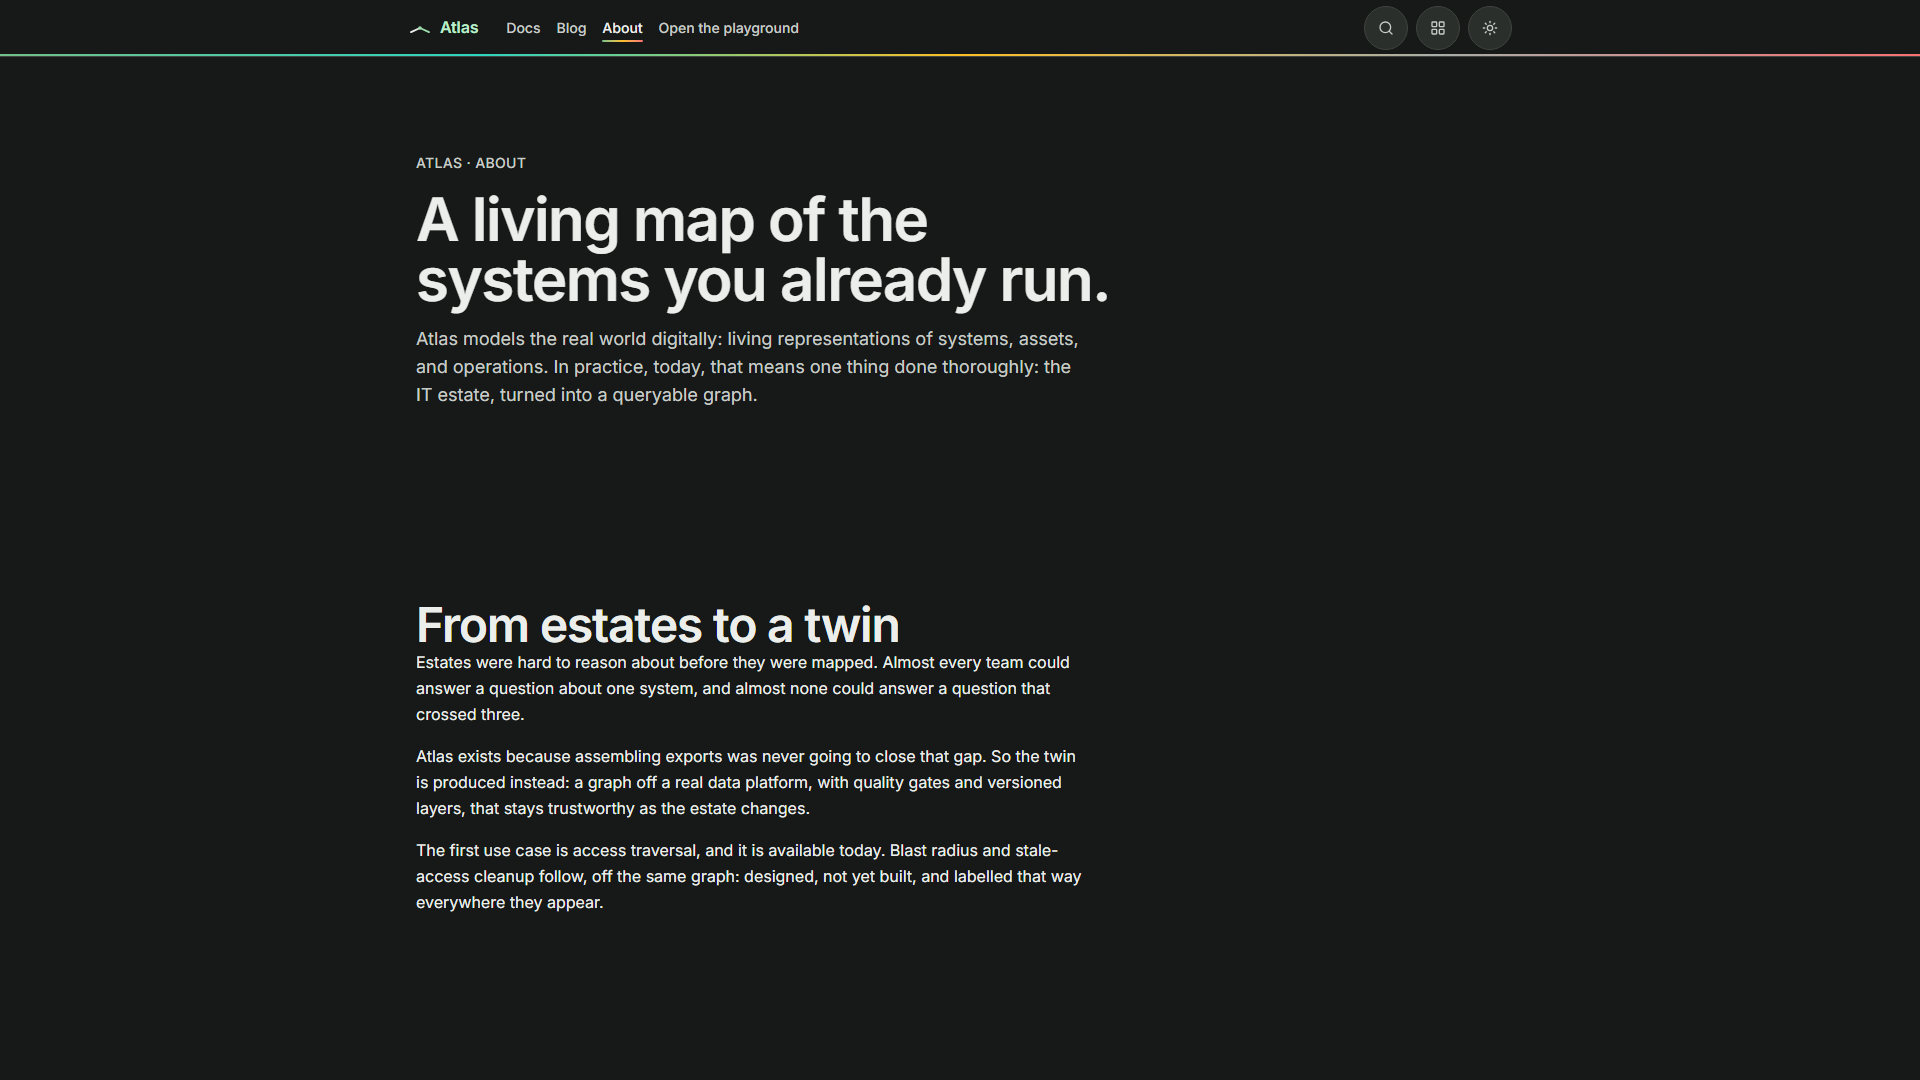 Atlas
Docs
Blog
About
Open the playground
ATLAS · ABOUT
A living map of the
systems you already run.
Atlas models the real world digitally: living representations of systems, assets,
and operations. In practice, today, that means one thing done thoroughly: the
IT estate, turned into a queryable graph.
From estates to a twin
Estates were hard to reason about before they were mapped. Almost every team could
answer a question about one system, and almost none could answer a question that
crossed three.
Atlas exists because assembling exports was never going to close that gap. So the twin
is produced instead: a graph off a real data platform, with quality gates and versioned
layers, that stays trustworthy as the estate changes.
The first use case is access traversal, and it is available today. Blast radius and stale-
access cleanup follow, off the same graph: designed, not yet built, and labelled that way
everywhere they appear.